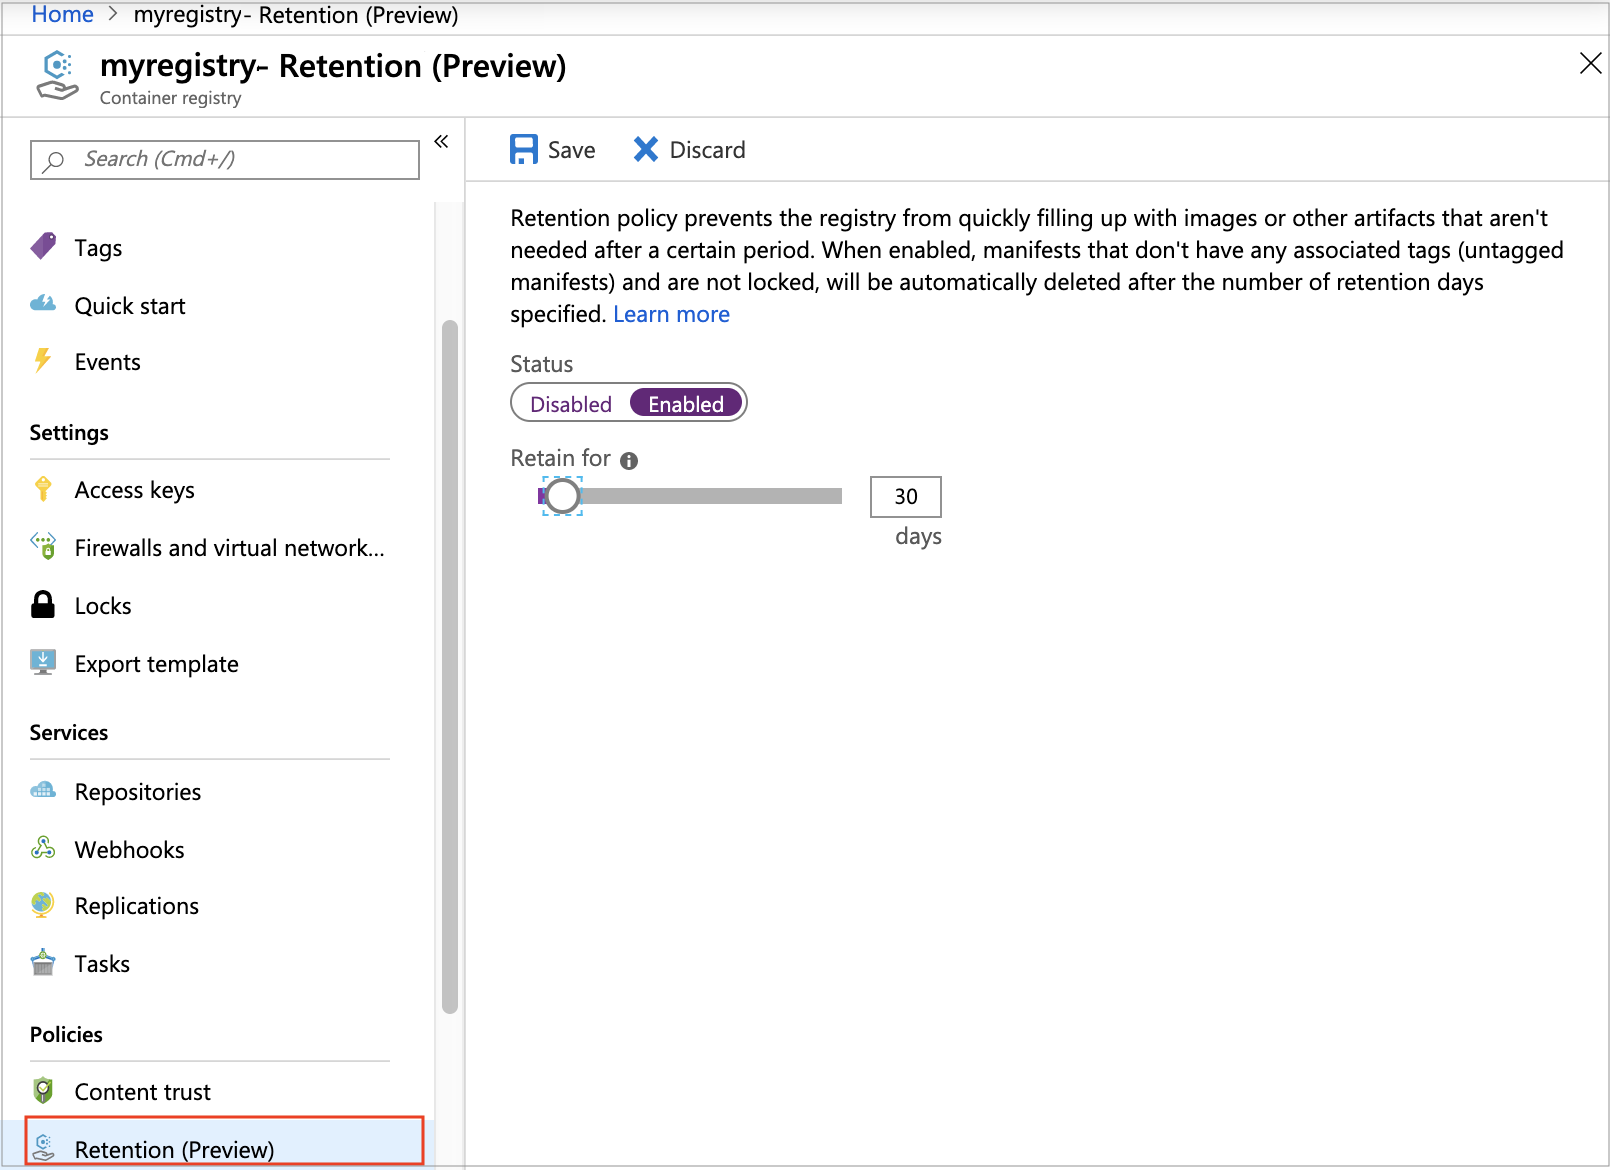 Home > myregistry- Retention (Preview)
myregistry- Retention (Preview)
Container registry
Search (Cmd+/)
«
Tags
Quick start
Events
Settings
Access keys
Firewalls and virtual network...
Locks
Export template
Services
Repositories
Webhooks
Replications
Tasks
Policies
Content trust
Retention (Preview)
Save Discard
Retention policy prevents the registry from quickly filling up with images or other artifacts that aren't
needed after a certain period. When enabled, manifests that don't have any associated tags (untagged
manifests) and are not locked, will be automatically deleted after the number of retention days
specified. Learn more
Status
Disabled Enabled
Retain for
30
days